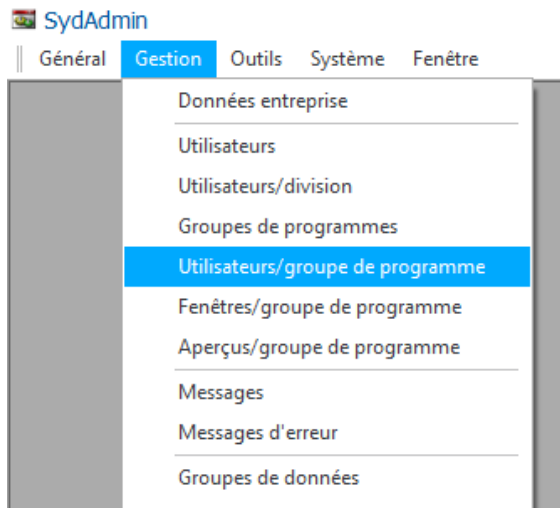 SydAdmin
Général Gestion Outils Système Fenêtre
Données entreprise
Utilisateurs
Utilisateurs/division
Groupes de programmes
Utilisateurs/groupe de programme
Fenêtres/groupe de programme
Aperçus/groupe de programme
Messages
Messages d'erreur
Groupes de données